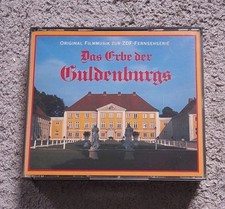 Original Filmmusik zur ZDF-Fernsehserie
Das Erbe der
Guldenburgs